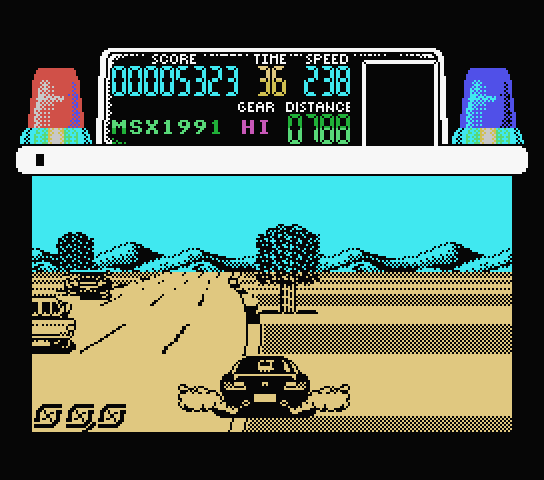 SCORE TIME SPEED
00005323 36 238
GEAR DISTANCE
MSX1991 HI 0788